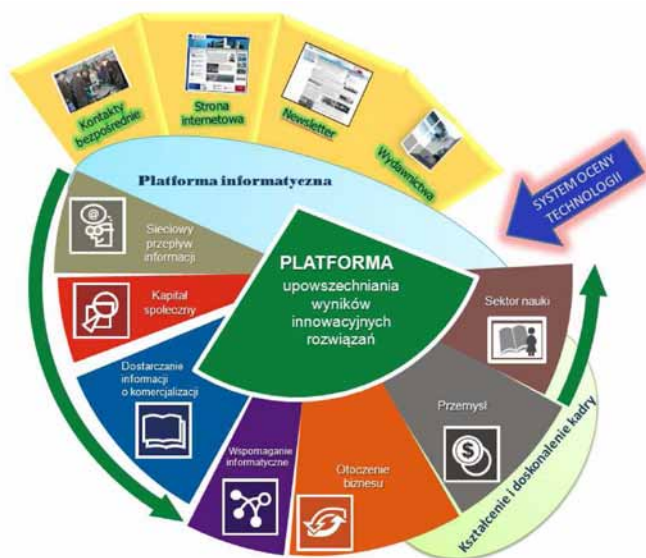 Kontakty
bezpośrednie
Strona
internetowa
Newsletter
Wydawnictwa
Platforma informatyczna
SYSTEM OCENY
TECHNOLOGII
Sieciowy
przepływ
informacji
PLATFORMA
upowszechniania
wyników
innowacyjnych
rozwiązań
Kapitał
społeczny
Sektor nauki
Dostarczanie
informacji
o komercjalizacji
Przemysł
Wspomaganie
informatyczne
Otoczenie
biznesu
Kształcenie i doskonalenie kadry